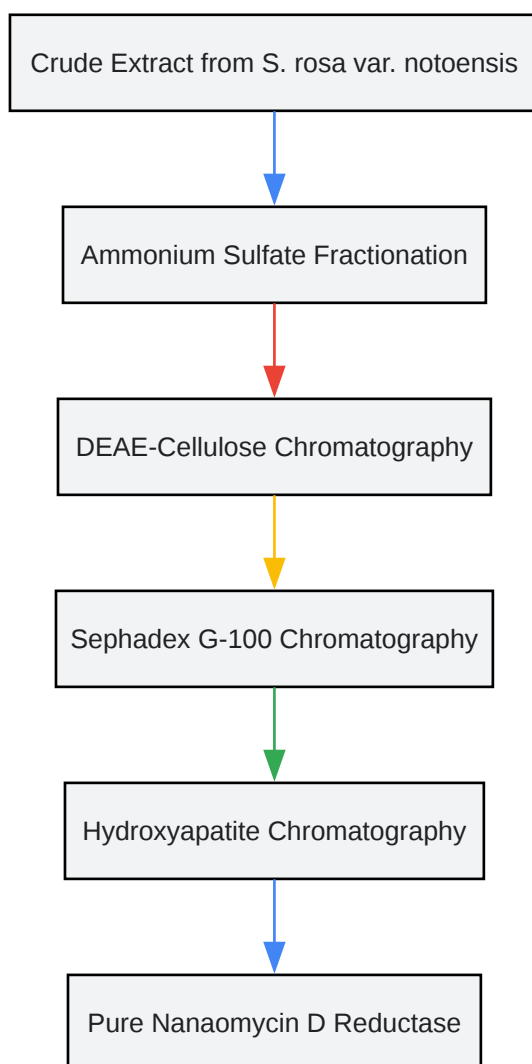 Crude Extract from S. rosa var. notoensis
Ammonium Sulfate Fractionation
DEAE-Cellulose Chromatography
Sephadex G-100 Chromatography
Hydroxyapatite Chromatography
Pure Nanaomycin D Reductase